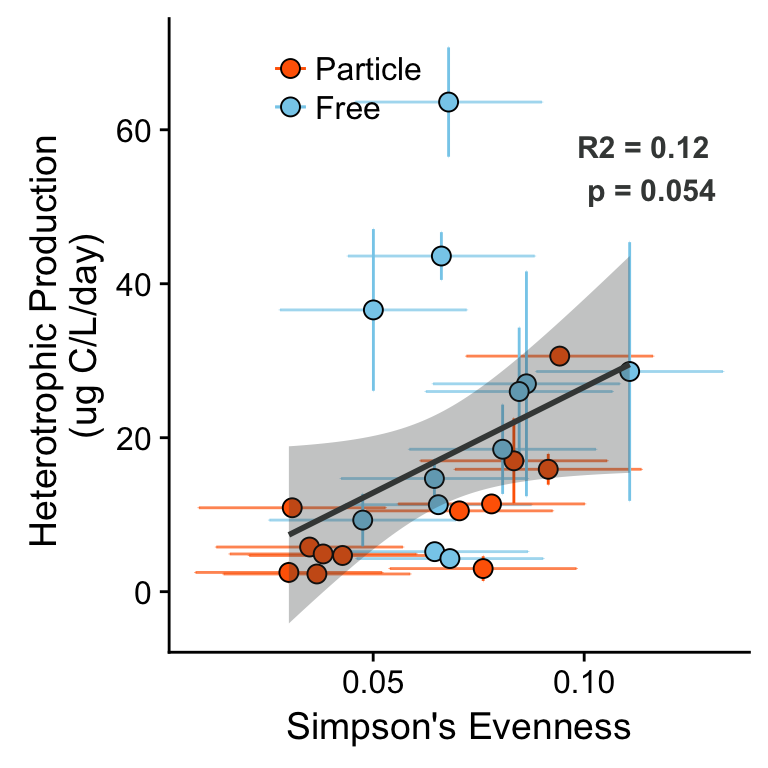 Particle
Free
R2 = 0.12
p = 0.054
Heterotrophic Production
(ug C/L/day)
60
40
20
0
0.05
0.10
Simpson's Evenness